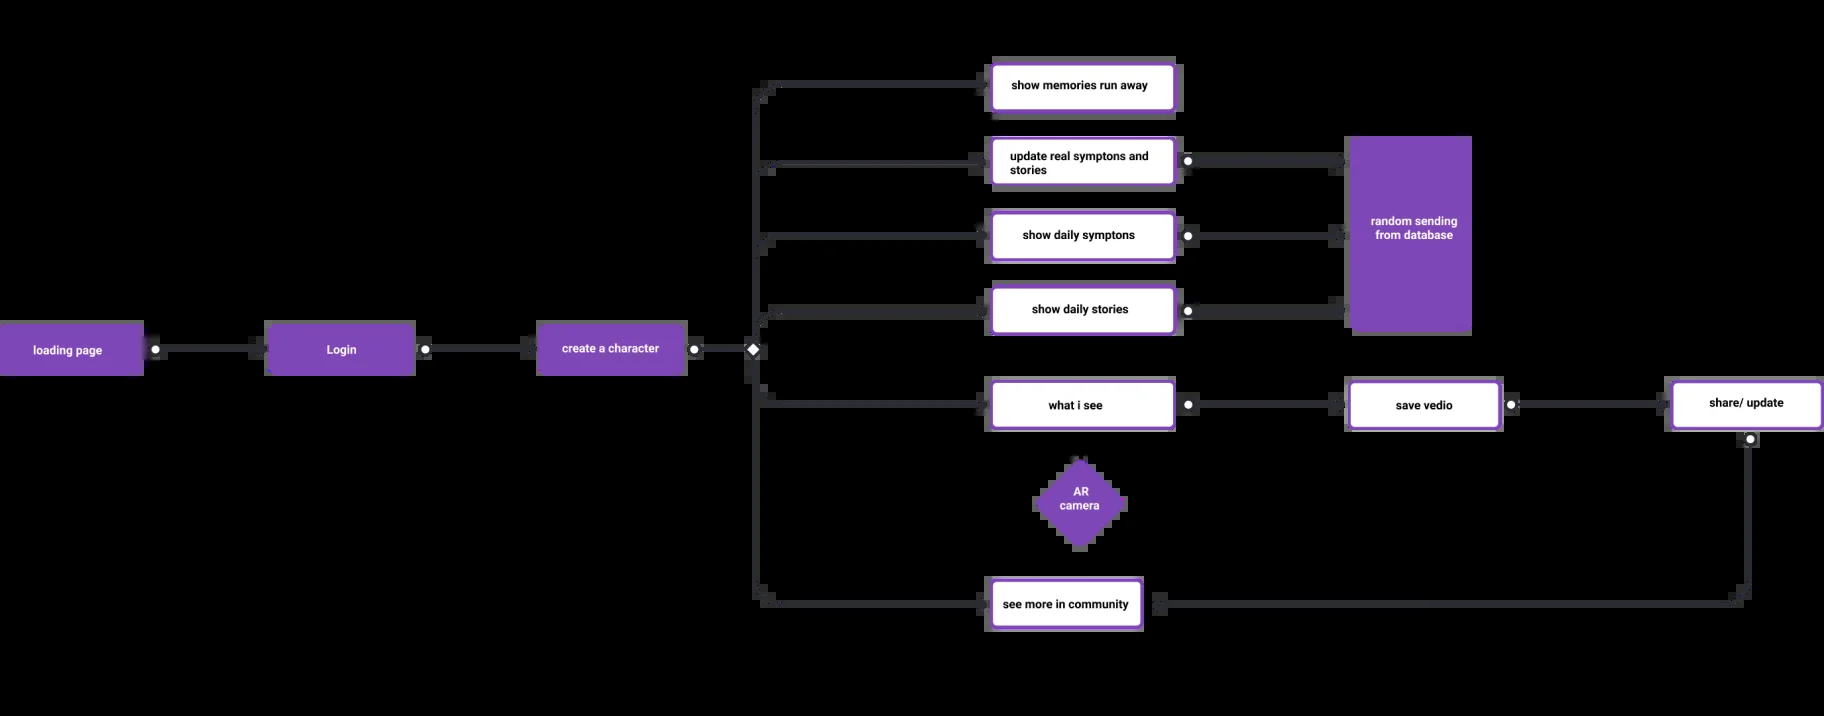 show memories run away
update real symptons and
stories
random sending
from database
show daily symptons
show daily stories
loading page
Login
create a character
what i see
save vedio
share/ update
AR
camera
see more in community